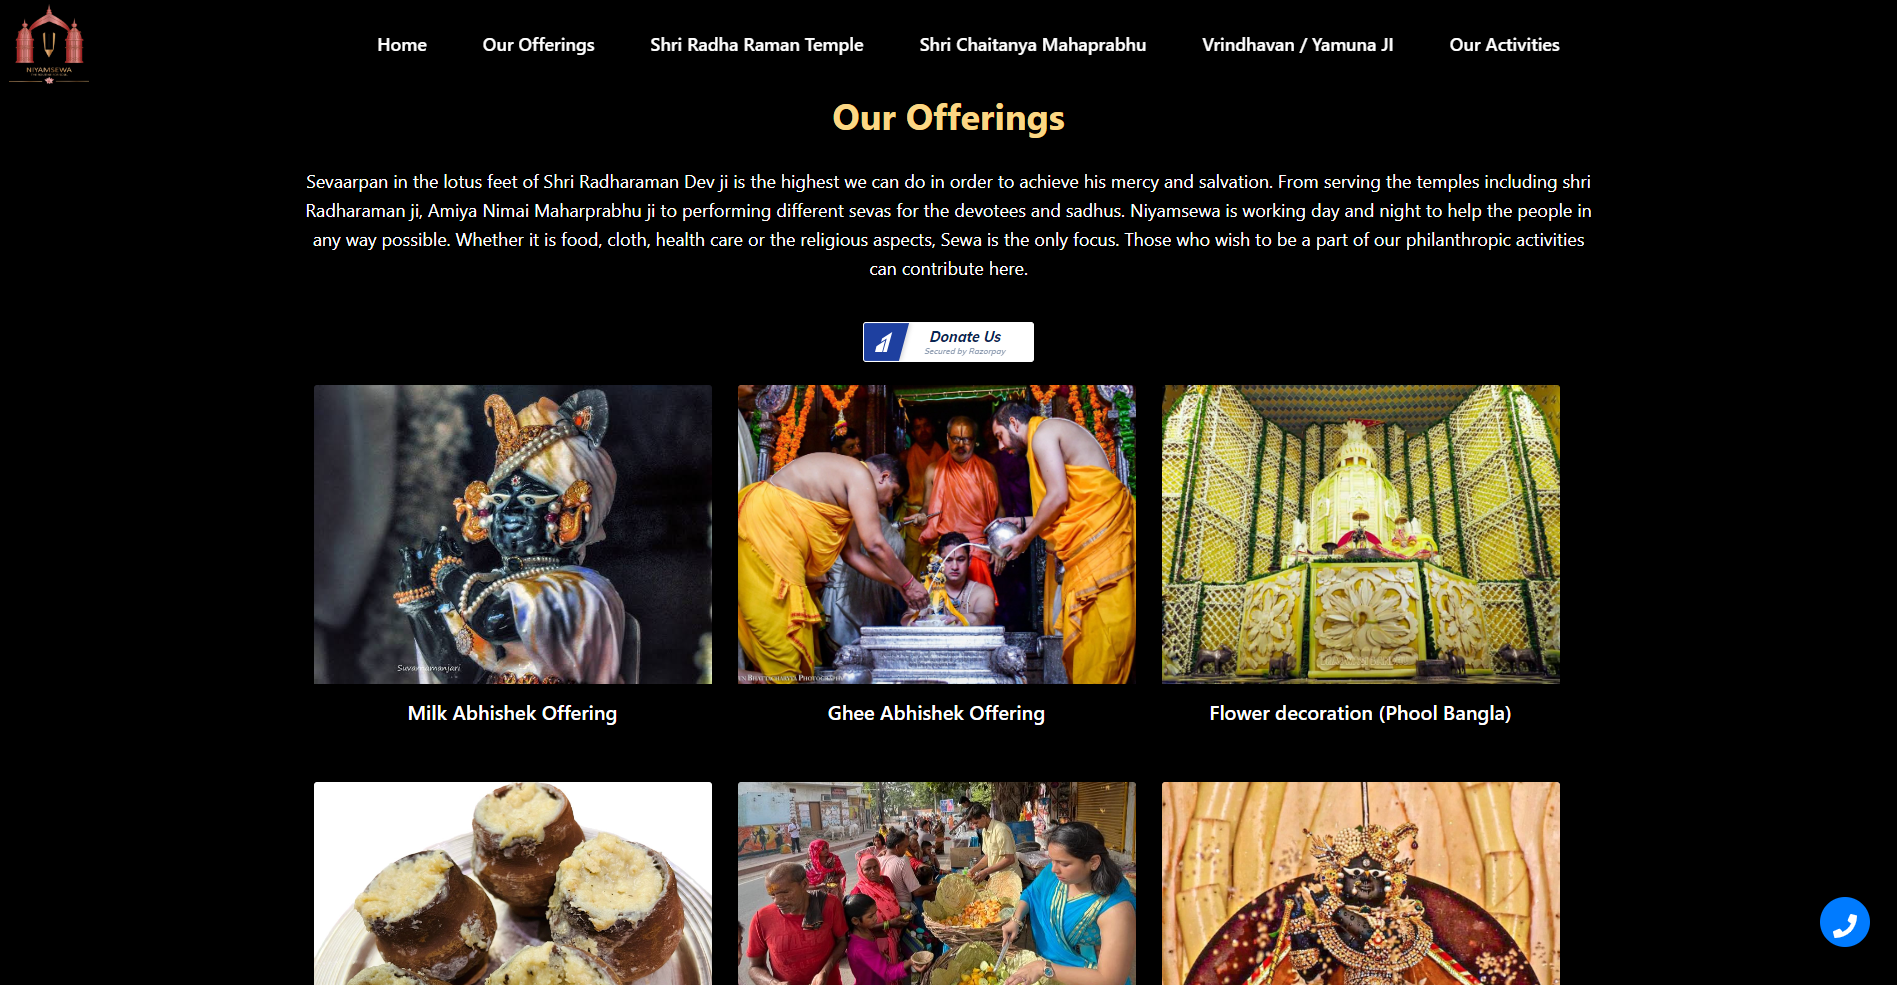 NIYAMSEWA
Home
Our Offerings
Shri Radha Raman Temple
Shri Chaitanya Mahaprabhu
Vrindhavan / Yamuna JI
Our Activities
Our Offerings
Sevaarpan in the lotus feet of Shri Radharaman Dev ji is the highest we can do in order to achieve his mercy and salvation. From serving the temples including shri
Radharaman ji, Amiya Nimai Maharprabhu ji to performing different sevas for the devotees and sadhus. Niyamsewa is working day and night to help the people in
any way possible. Whether it is food, cloth, health care or the religious aspects, Sewa is the only focus. Those who wish to be a part of our philanthropic activities
can contribute here.
Donate Us
Secured by Razorpay
Milk Abhishek Offering
Ghee Abhishek Offering
Flower decoration (Phool Bangla)